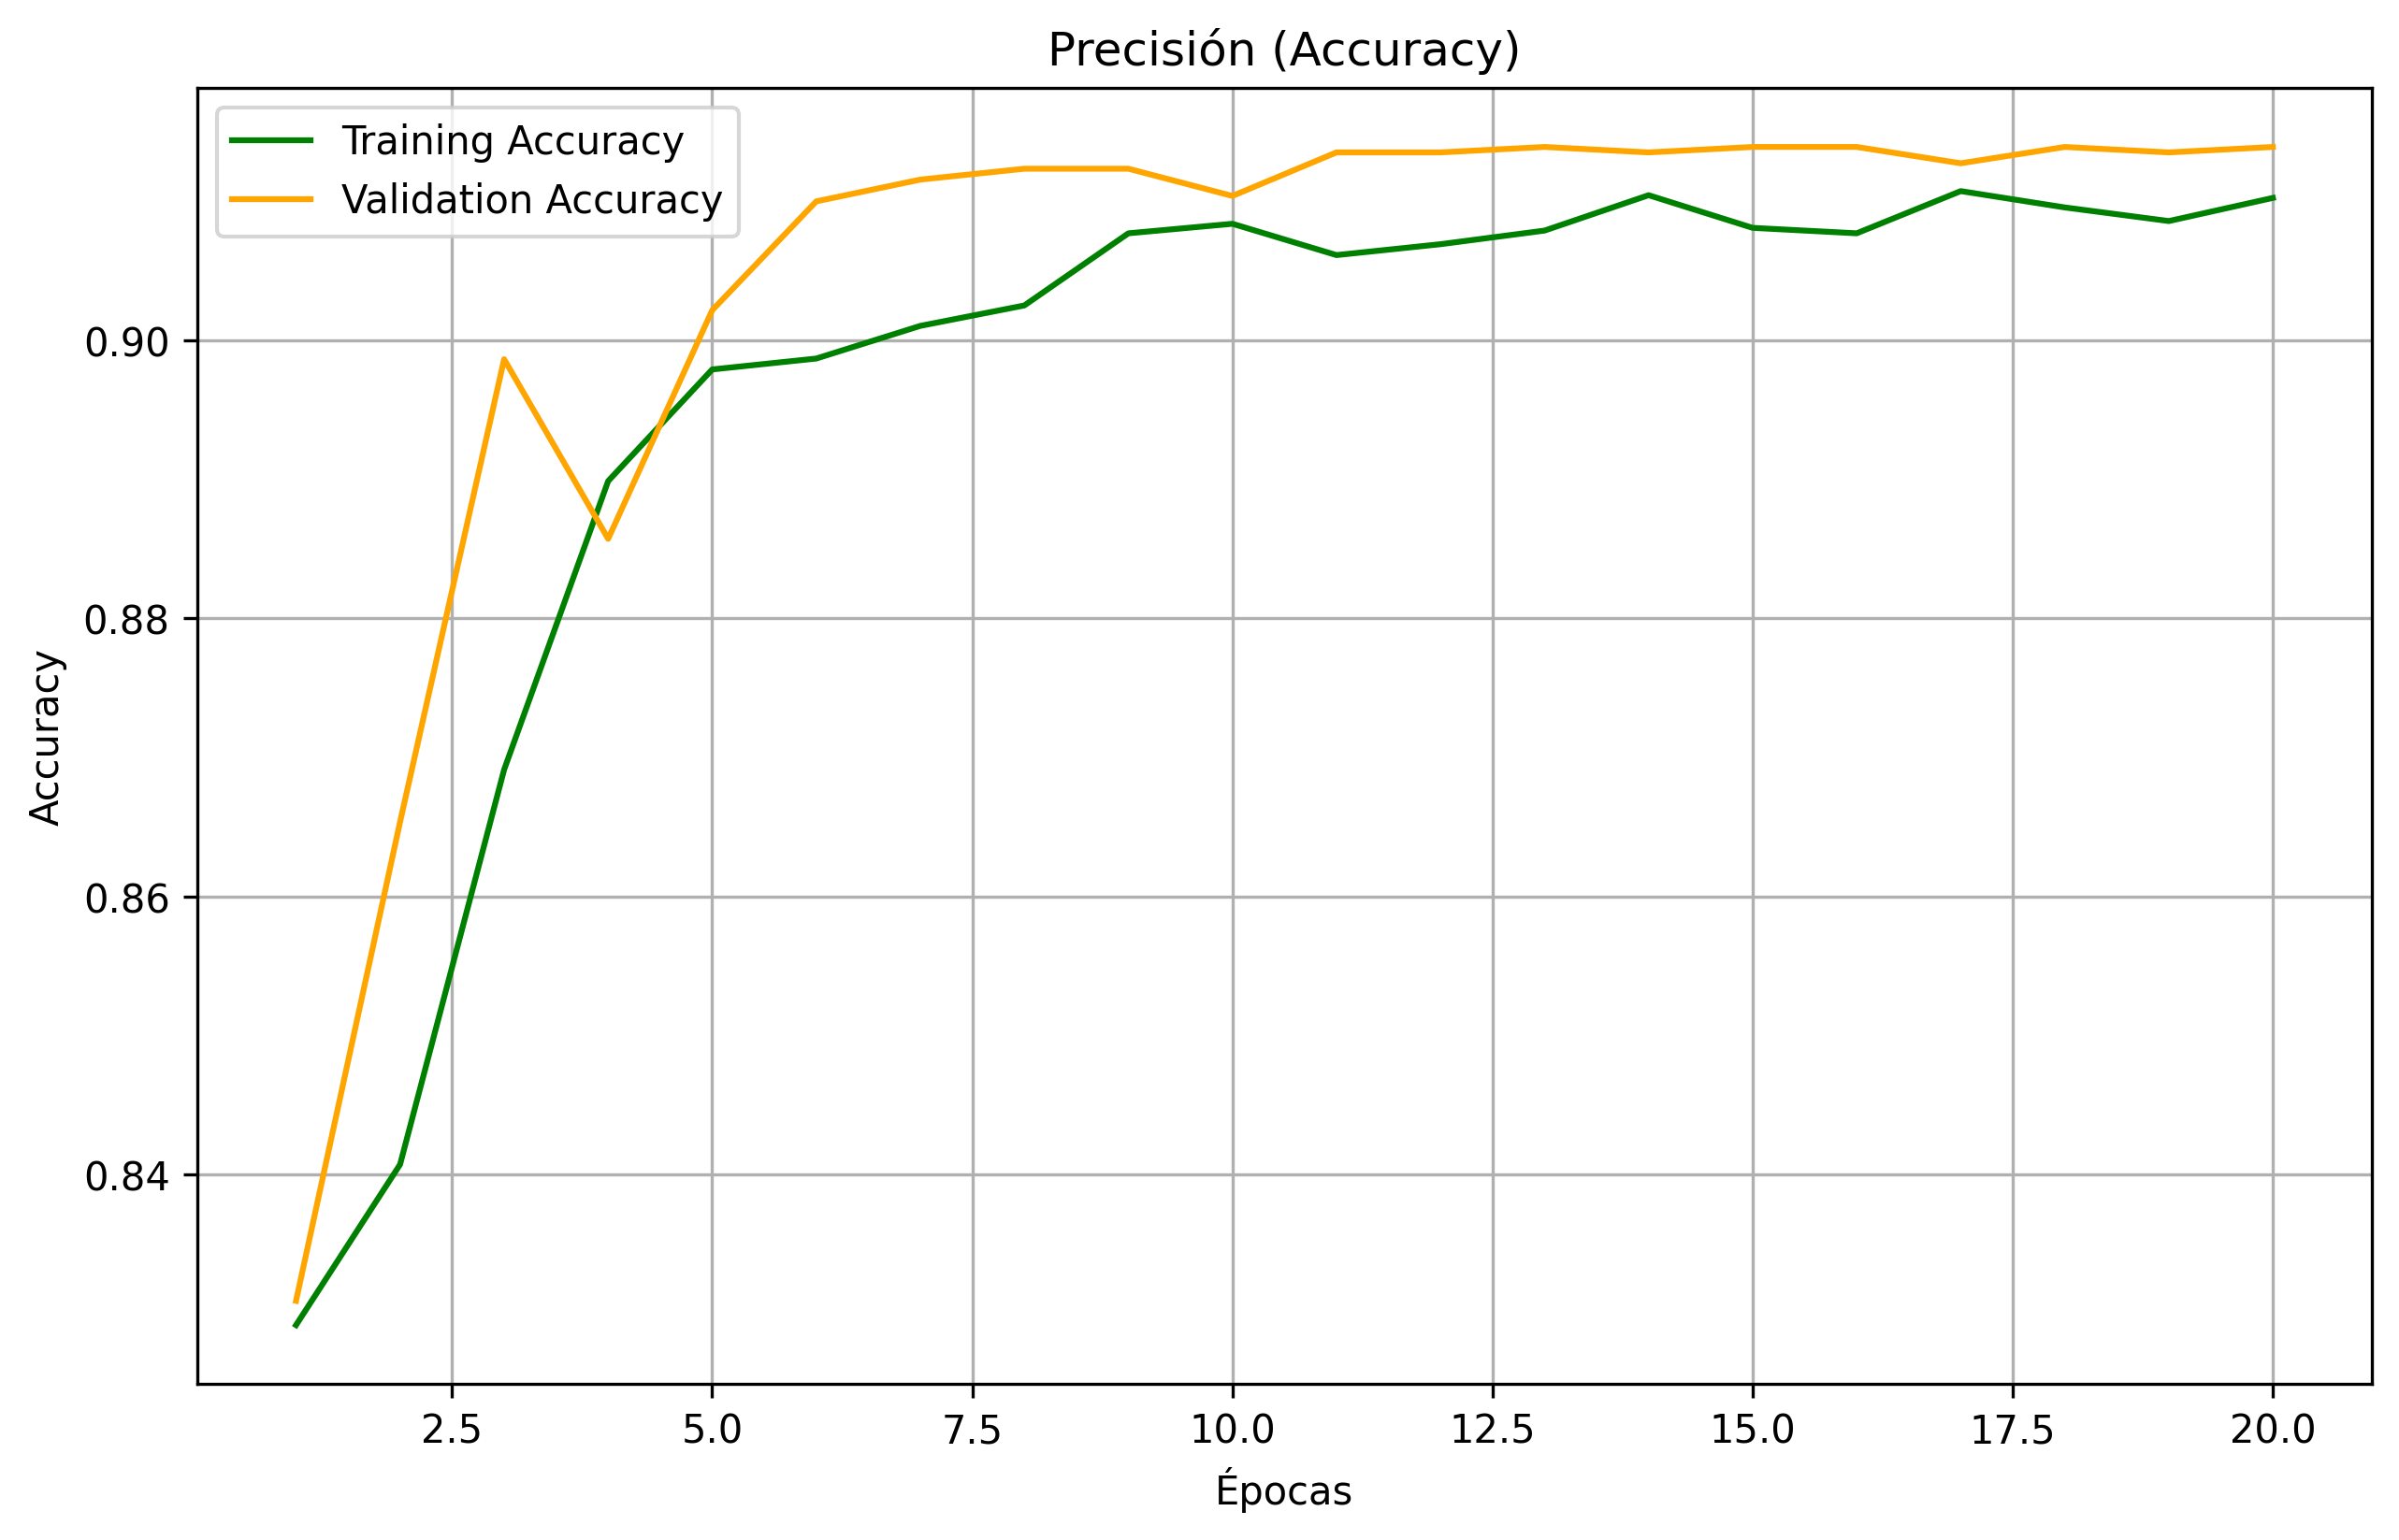 Precisión (Accuracy)
Training Accuracy
Validation Accuracy
0.90
0.88
0.86
0.84
Accuracy
2.5 5.0 7.5 10.0 12.5 15.0 17.5 20.0
Épocas